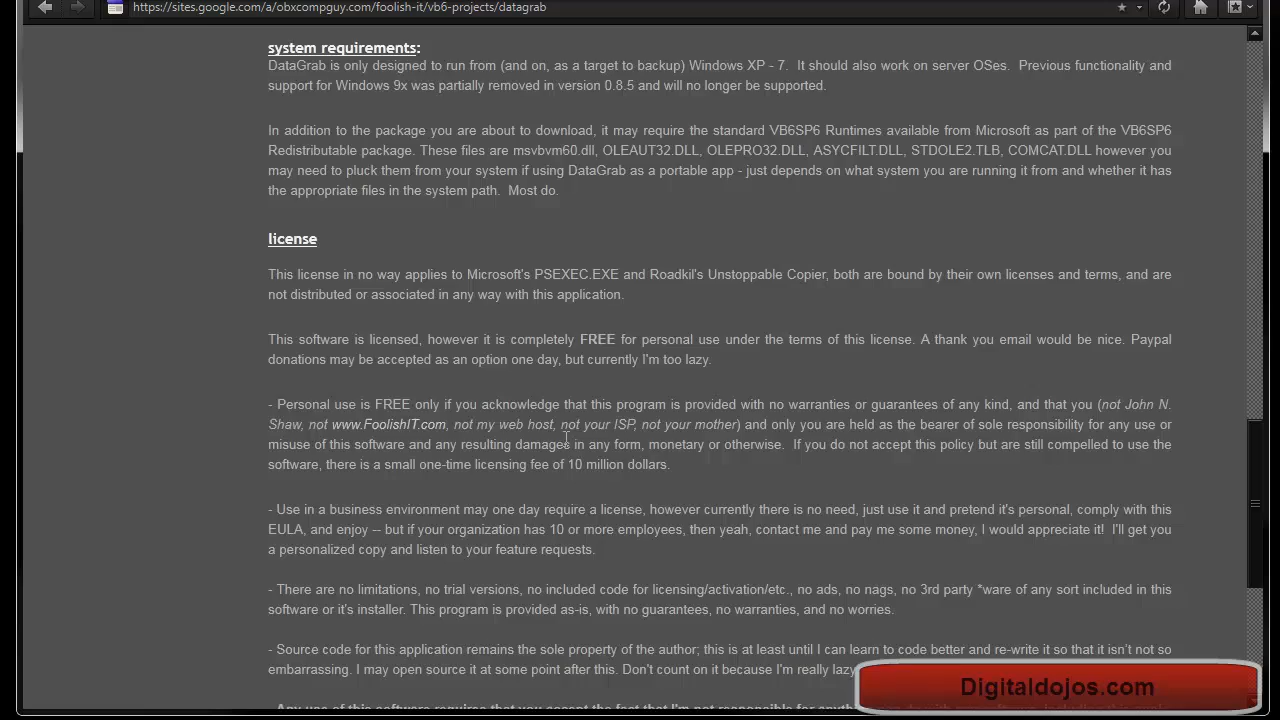 https://sites.google.com/a/obxcompguy.com/foolish-it/vb6-projects/datagrab
system requirements:
DataGrab is only designed to run from (and on, as a target to backup) Windows XP - 7. It should also work on server OSes. Previous functionality and
support for Windows 9x was partially removed in version 0.8.5 and will no longer be supported.
In addition to the package you are about to download, it may require the standard VB6SP6 Runtimes available from Microsoft as part of the VB6SP6
Redistributable package. These files are msvbvm60.dll, OLEAUT32.DLL, OLEPRO32.DLL, ASYCFILT.DLL, STDOLE2.TLB, COMCAT.DLL however you
may need to pluck them from your system if using DataGrab as a portable app - just depends on what system you are running it from and whether it has
the appropriate files in the system path. Most do.
license
This license in no way applies to Microsoft's PSEXEC.EXE and Roadkil's Unstoppable Copier, both are bound by their own licenses and terms, and are
not distributed or associated in any way with this application.
This software is licensed, however it is completely FREE for personal use under the terms of this license. A thank you email would be nice. Paypal
donations may be accepted as an option one day, but currently I'm too lazy.
- Personal use is FREE only if you acknowledge that this program is provided with no warranties or guarantees of any kind, and that you (not John N.
Shaw, not www.FoolishIT.com, not my web host, not your ISP, not your mother) and only you are held as the bearer of sole responsibility for any use or
misuse of this software and any resulting damages in any form, monetary or otherwise. If you do not accept this policy but are still compelled to use the
software, there is a small one-time licensing fee of 10 million dollars.
- Use in a business environment may one day require a license, however currently there is no need, just use it and pretend it's personal, comply with this
EULA, and enjoy -- but if your organization has 10 or more employees, then yeah, contact me and pay me some money, I would appreciate it! I'll get you
a personalized copy and listen to your feature requests.
- There are no limitations, no trial versions, no included code for licensing/activation/etc., no ads, no nags, no 3rd party *ware of any sort included in this
software or it's installer. This program is provided as-is, with no guarantees, no warranties, and no worries.
- Source code for this application remains the sole property of the author; this is at least until I can learn to code better and re-write it so that it isn't not so
embarrassing. I may open source it at some point after this. Don't count on it because I'm really lazy
- Any use of this software requires that you accept the fact that I'm not responsible for
Digitaldojos.com